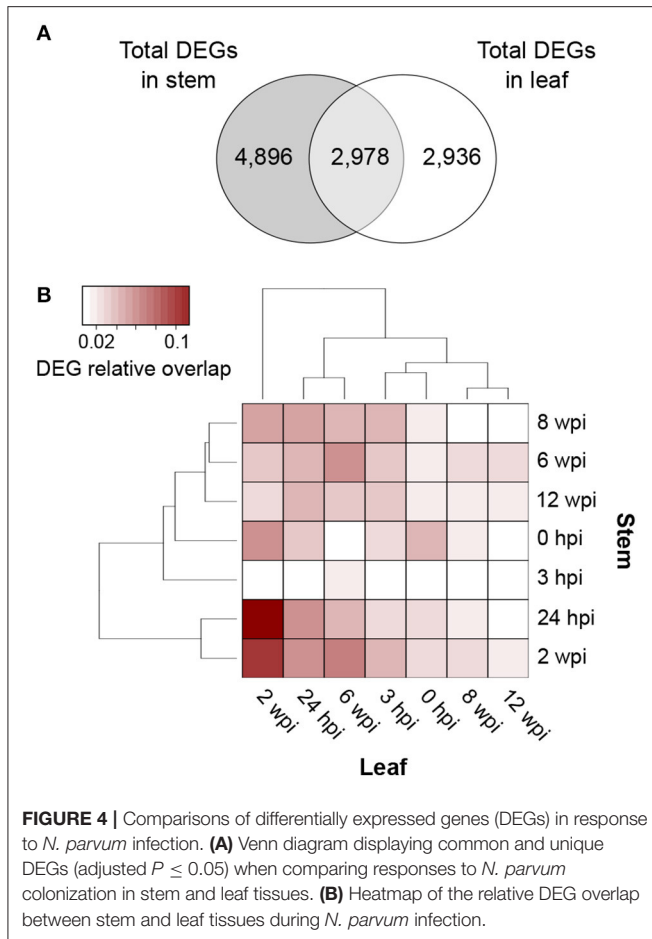 A
Total DEGs
in stem
Total DEGs
in leaf
4,896
2,978
2,936
B
0.02
0.1
DEG relative overlap
8 wpi
6 wpi
12 wpi
0 hpi
3 hpi
24 hpi
2 wpi
Stem
2 wpi
24 hpi
6 wpi
3 hpi
0 hpi
8 wpi
12 wpi
Leaf
FIGURE 4 | Comparisons of differentially expressed genes (DEGs) in response
to N. parvum infection. (A) Venn diagram displaying common and unique
DEGs (adjusted P ≤ 0.05) when comparing responses to N. parvum
colonization in stem and leaf tissues. (B) Heatmap of the relative DEG overlap
between stem and leaf tissues during N. parvum infection.